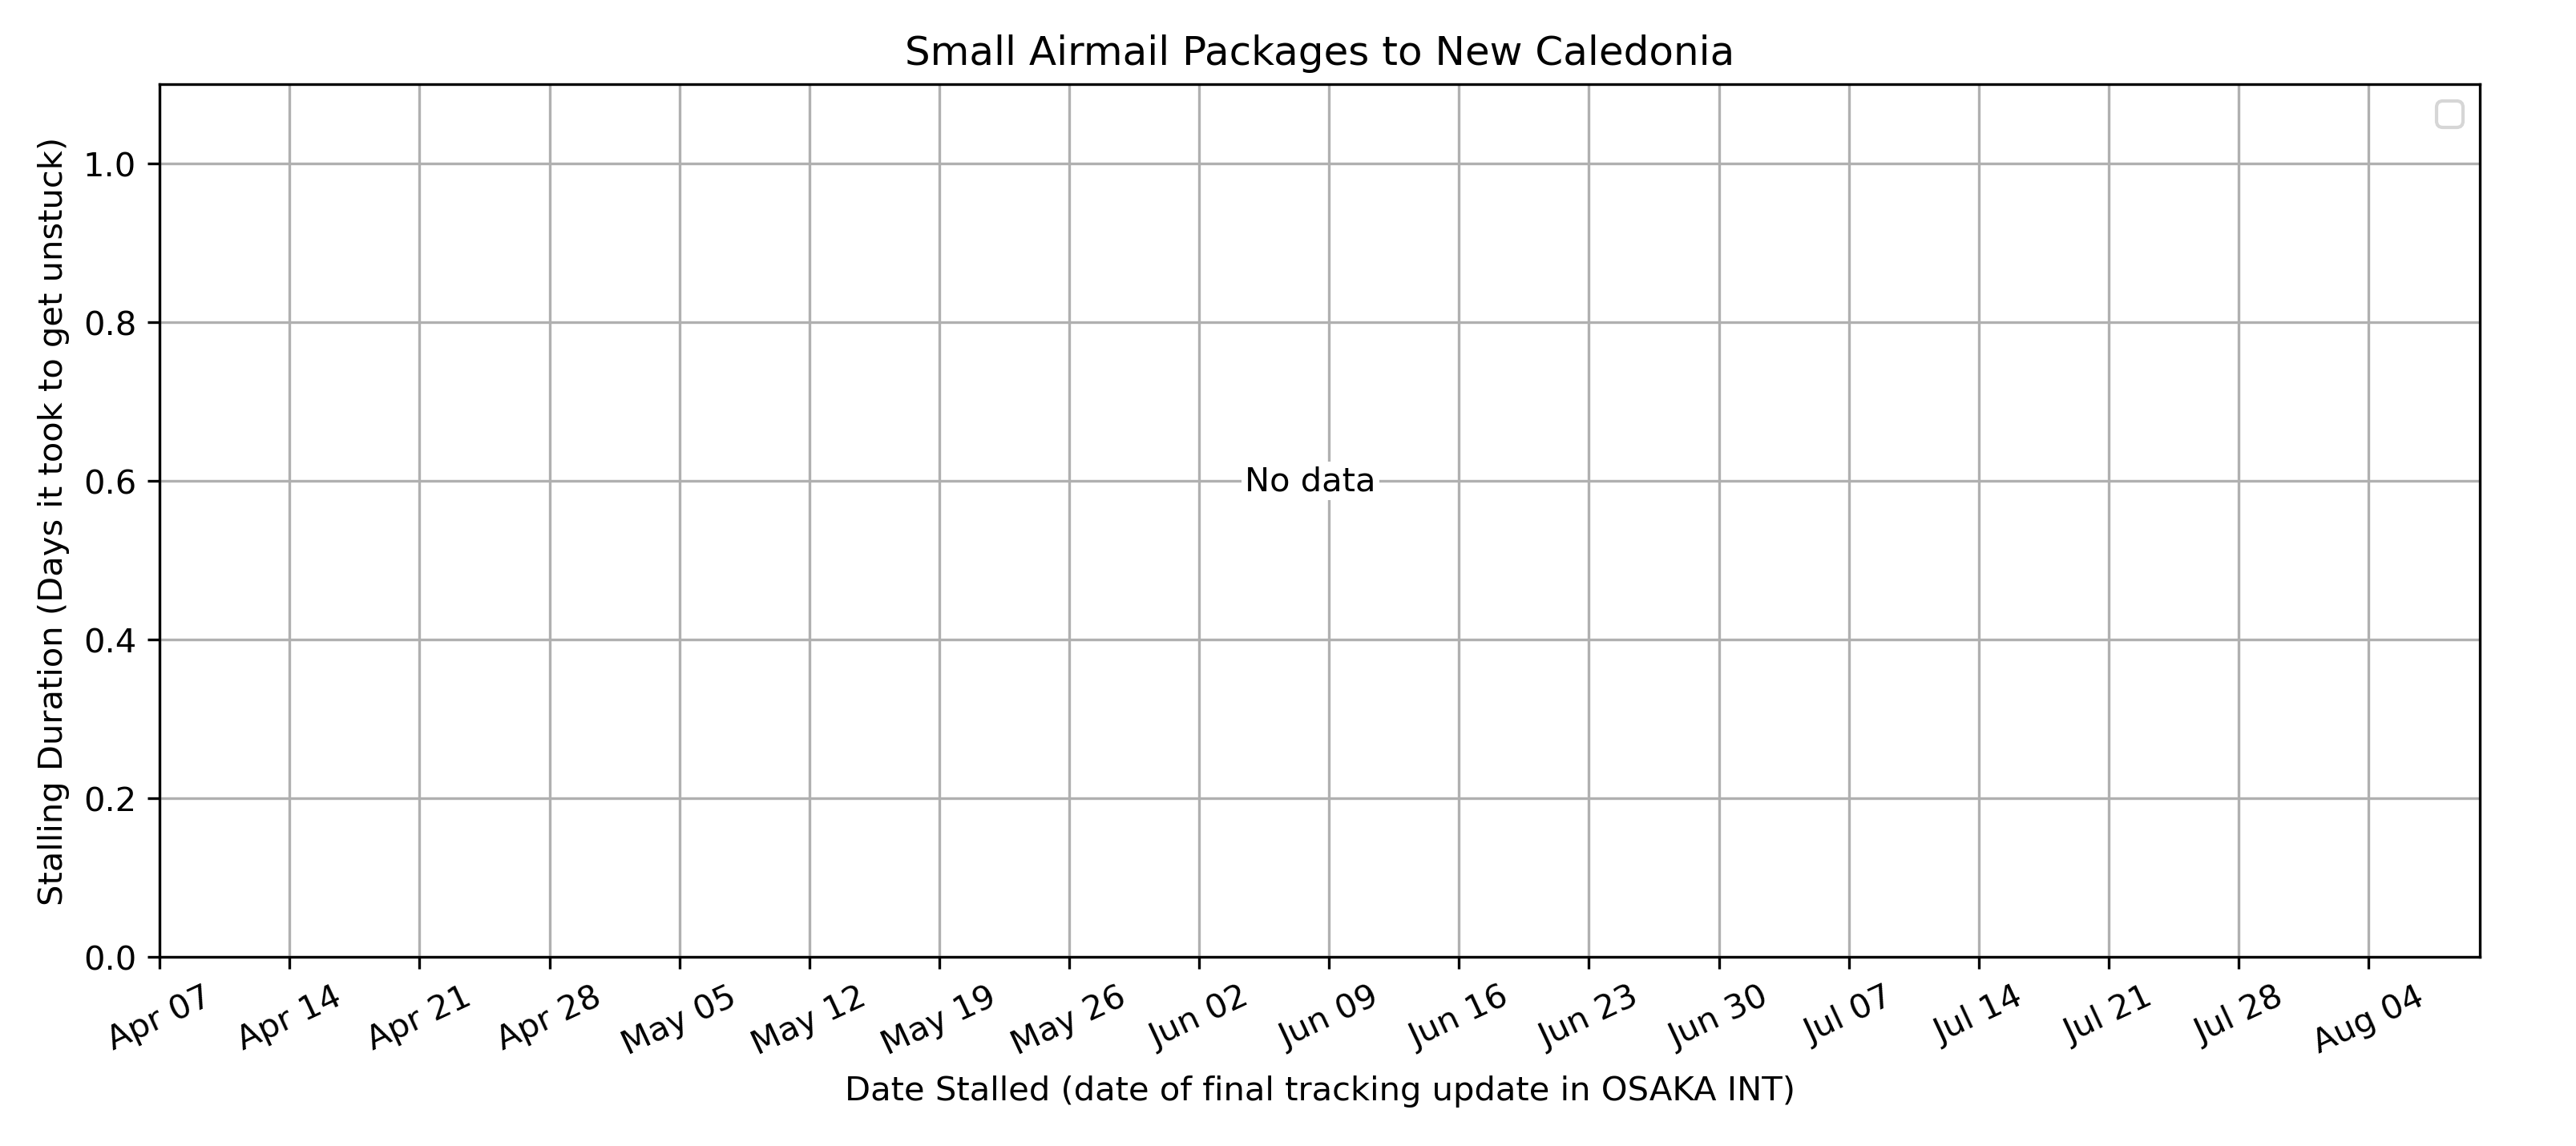 Small Airmail Packages to New Caledonia
Stalling Duration (Days it took to get unstuck)
1.0
0.8
0.6
0.4
0.2
0.0
No data
Apr 07 Apr 14 Apr 21 Apr 28 May 05 May 12 May 19 May 26 Jun 02 Jun 09 Jun 16 Jun 23 Jun 30 Jul 07 Jul 14 Jul 21 Jul 28 Aug 04
Date Stalled (date of final tracking update in OSAKA INT)